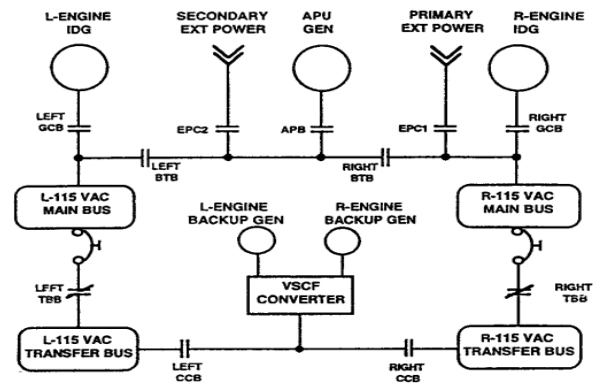 L-ENGINE
IDG
SECONDARY
EXT POWER
APU
GEN
PRIMARY
EXT POWER
R-ENGINE
IDG
LEFT
GCB
EPC2
APB
EPC1
RIGHT
GCB
LEFT
BTB
RIGHT
BTB
L-115 VAC
MAIN BUS
L-ENGINE
BACKUP GEN
R-ENGINE
BACKUP GEN
R-115 VAC
MAIN BUS
LEFT
TBB
VSCF
CONVERTER
RIGHT
TBB
L-115 VAC
TRANSFER BUS
LEFT
CCB
RIGHT
CCB
R-115 VAC
TRANSFER BUS